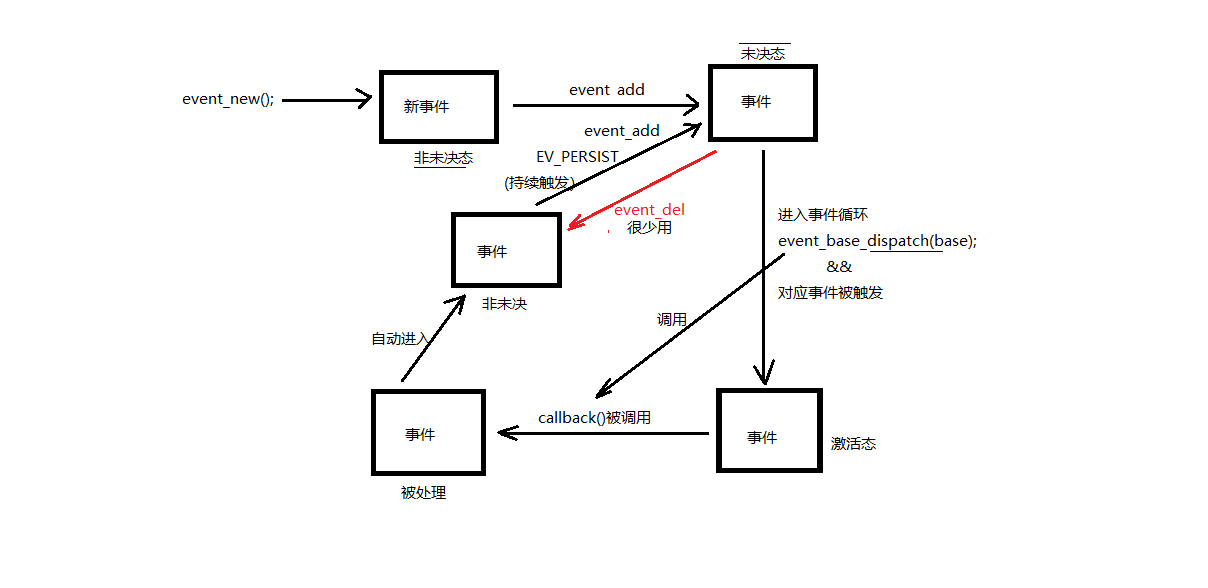 未决态
event_new();
新事件
event add
事件
非未决态
event_add
EV_PERSIST
(持续触发)
event_del
很少用
事件
非未决
进入事件循环
event_base_dispatch(base);
&&
对应事件被触发
调用
自动进入
callback()被调用
事件
被处理
事件
激活态